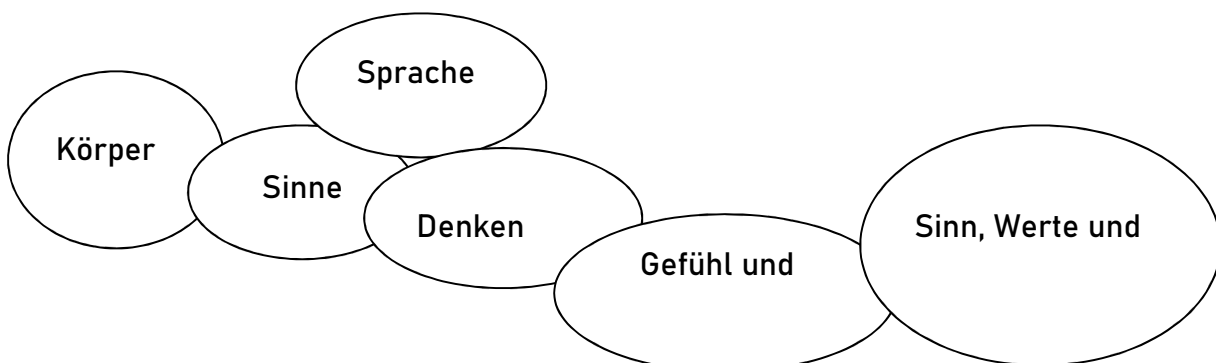 Sprache
Körper
Sinne
Denken
Gefühl und
Sinn, Werte und